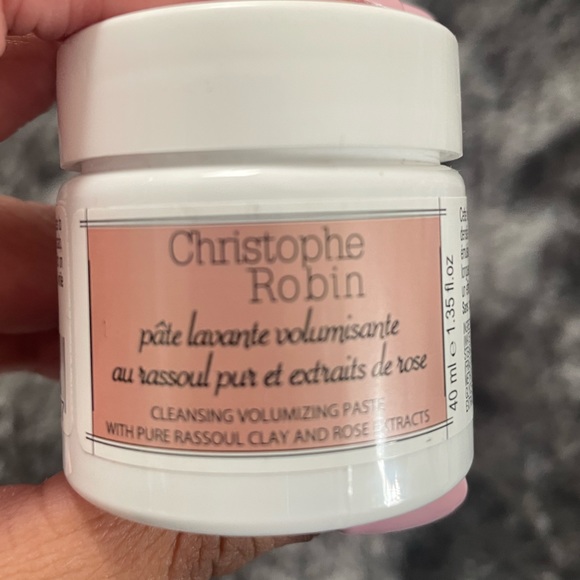 Christophe
Robin
pâte lavante volumisante
au rassoul pur et extraits de rose
CLEANSING VOLUMIZING PASTE
WITH PURE RASSOUL CLAY AND ROSE EXTRACTS
40 ml e 1.35 fl.oz